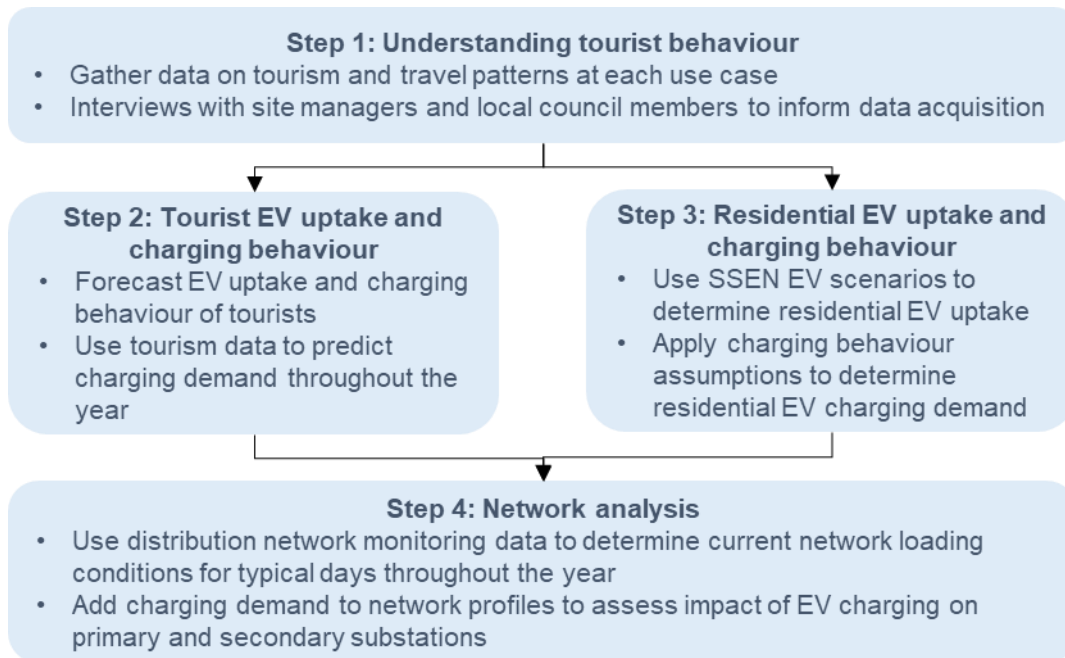 Step 1: Understanding tourist behaviour
• Gather data on tourism and travel patterns at each use case
• Interviews with site managers and local council members to inform data acquisition
Step 2: Tourist EV uptake and
charging behaviour
• Forecast EV uptake and charging
behaviour of tourists
• Use tourism data to predict
charging demand throughout the
year
Step 3: Residential EV uptake and
charging behaviour
• Use SSEN EV scenarios to
determine residential EV uptake
• Apply charging behaviour
assumptions to determine
residential EV charging demand
Step 4: Network analysis
• Use distribution network monitoring data to determine current network loading
conditions for typical days throughout the year
• Add charging demand to network profiles to assess impact of EV charging on
primary and secondary substations